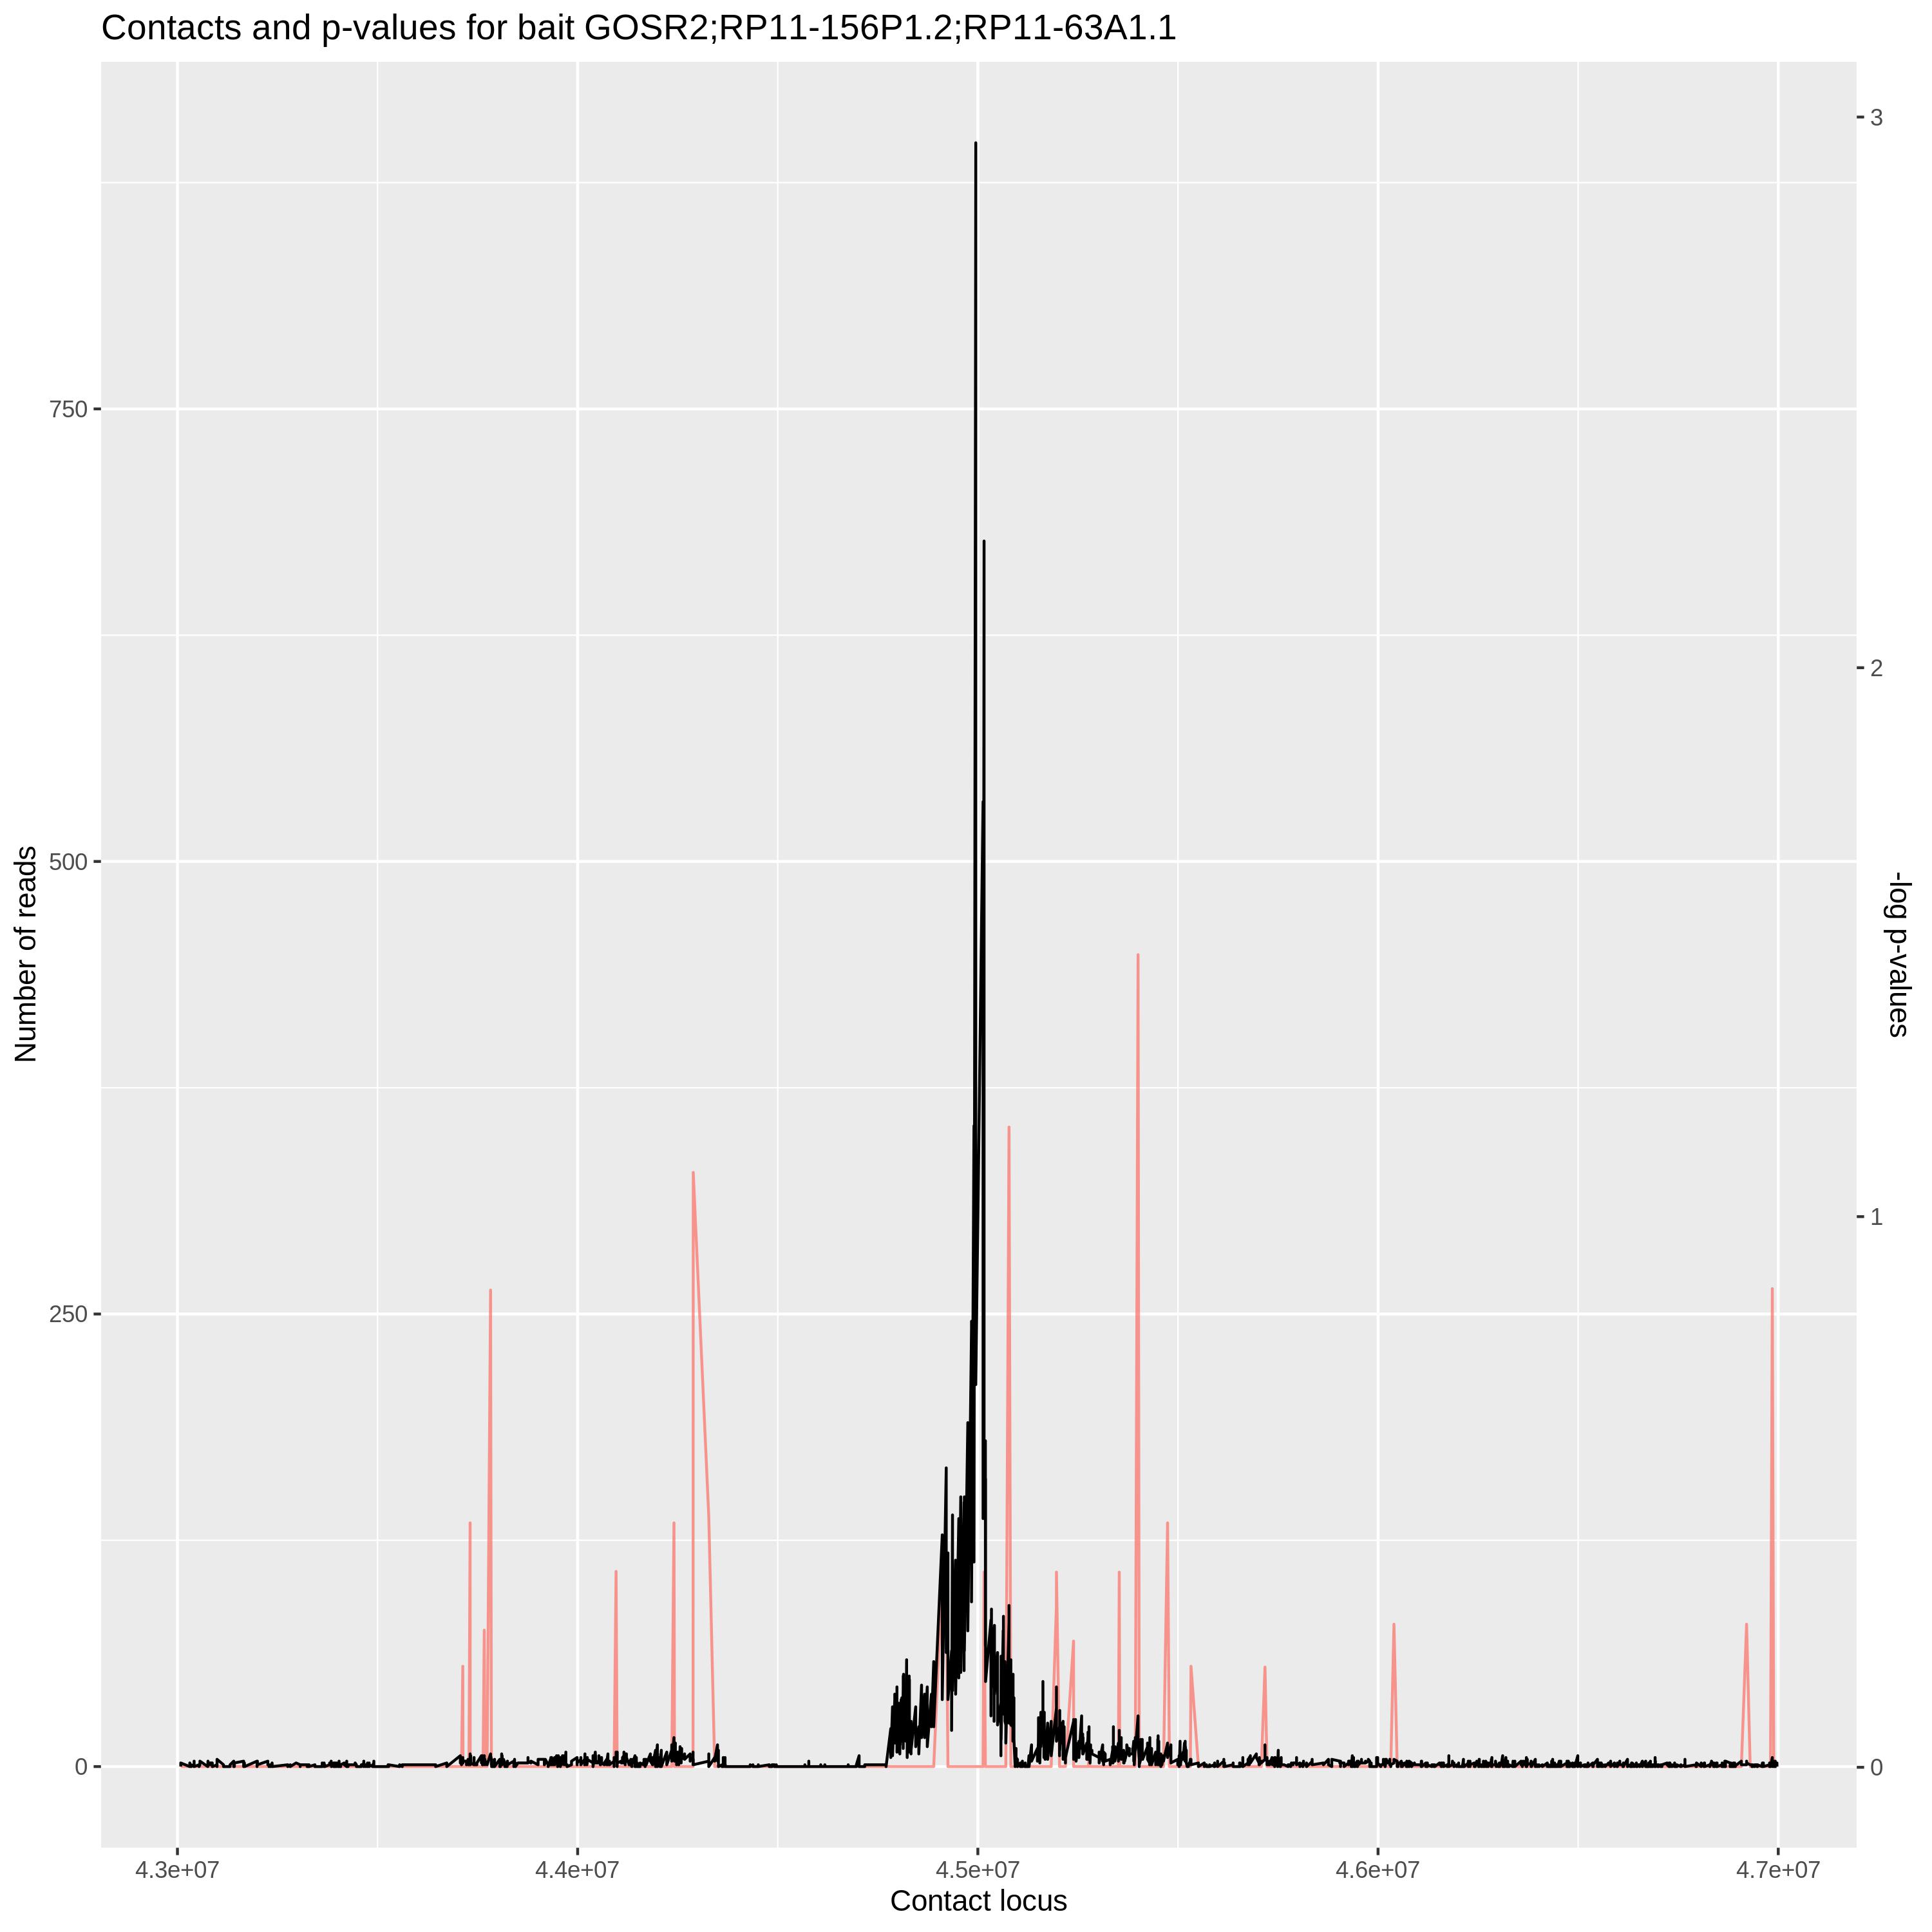 Contacts and p-values for bait GOSR2;RP11-156P1.2;RP11-63A1.1
3
750
2
500
Number of reads
-log p-values
1
250
0
0
4.3e+07 4.4e+07 4.5e+07 4.6e+07 4.7e+07
Contact locus